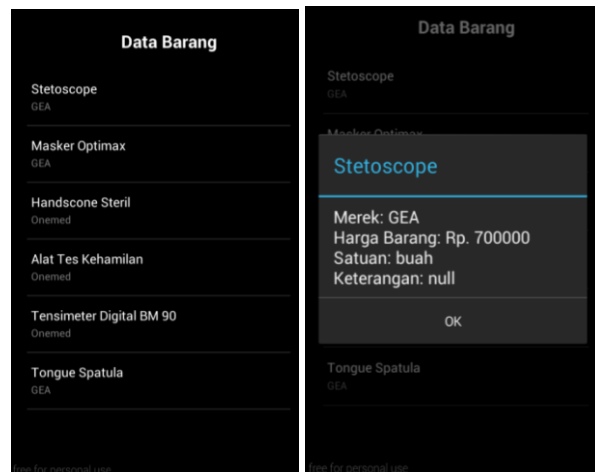 Data Barang
Stetoscope
GEA
Masker Optimax
GEA
Handscone Steril
Onemed
Alat Tes Kehamilan
Onemed
Tensimeter Digital BM 90
Onemed
Tongue Spatula
GEA
free for personal use
Data Barang
Stetoscope
GEA
Masker Optimax
Stetoscope
Merek: GEA
Harga Barang: Rp. 700000
Satuan: buah
Keterangan: null
OK
Tongue Spatula
GEA
free for personal use